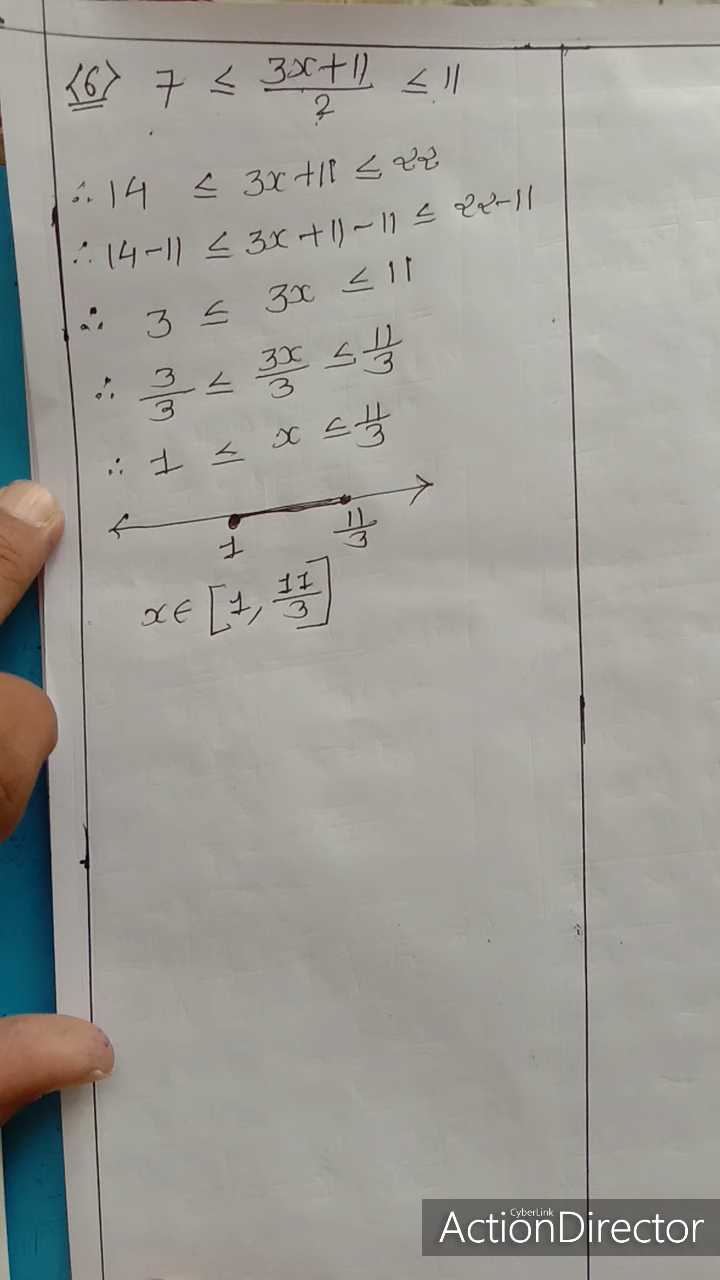 <6> 7 ≤ (3x+11)/2 ≤ 11
∴ 14 ≤ 3x+11 ≤ 22
∴ 14-11 ≤ 3x+11-11 ≤ 22-11
∴ 3 ≤ 3x ≤ 11
∴ 3/3 ≤ 3x/3 ≤ 11/3
∴ 1 ≤ x ≤ 11/3
1 11/3
x ∈ [1, 11/3]
CyberLink
ActionDirector